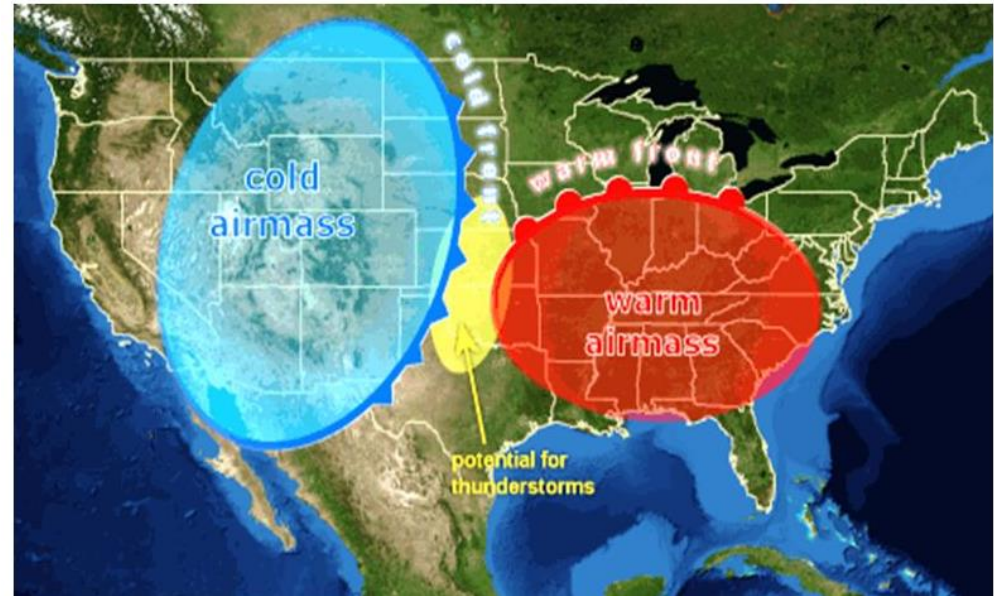 cold front
warm front
cold
airmass
warm
airmass
potential for
thunderstorms